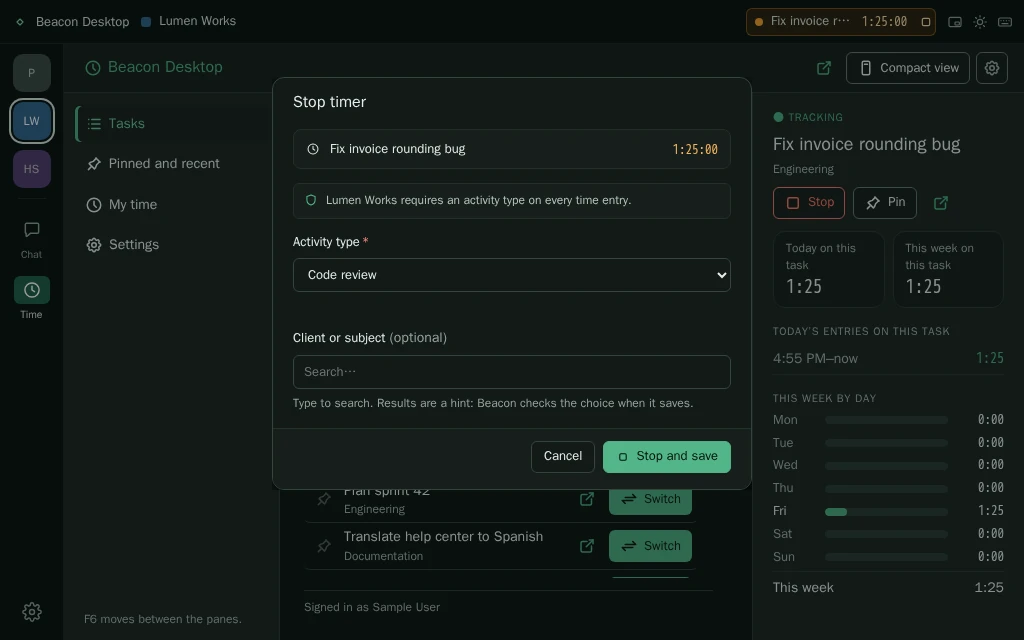 Beacon Desktop
Lumen Works
Fix invoice r··· 1:25:00
P
LW
HS
Chat
Time
Beacon Desktop
Compact view
Tasks
Pinned and recent
My time
Settings
F6 moves between the panes.
Stop timer
Fix invoice rounding bug 1:25:00
Lumen Works requires an activity type on every time entry.
Activity type *
Code review
Client or subject (optional)
Search···
Type to search. Results are a hint: Beacon checks the choice when it saves.
Cancel
Stop and save
Plan sprint 42
Engineering
Switch
Translate help center to Spanish
Documentation
Switch
Signed in as Sample User
TRACKING
Fix invoice rounding bug
Engineering
Stop
Pin
Today on this
task
1:25
This week on
this task
1:25
TODAY'S ENTRIES ON THIS TASK
4:55 PM–now 1:25
THIS WEEK BY DAY
Mon 0:00
Tue 0:00
Wed 0:00
Thu 0:00
Fri 1:25
Sat 0:00
Sun 0:00
This week 1:25